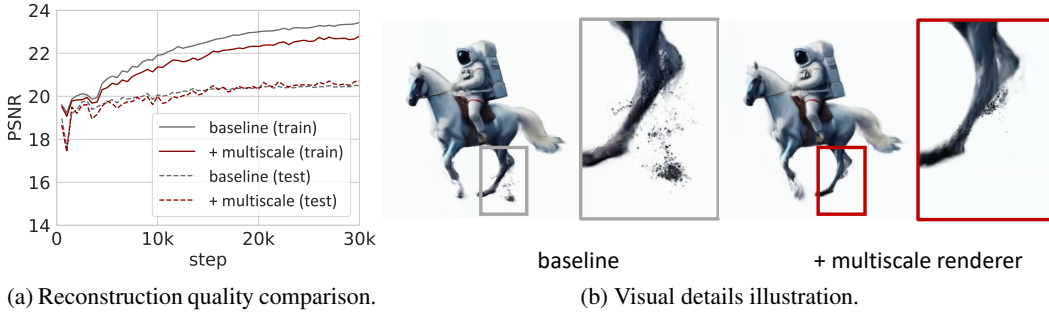 24
22
20
18
16
14
PSNR
baseline (train)
+ multiscale (train)
baseline (test)
+ multiscale (test)
0 10k 20k 30k
step
(a) Reconstruction quality comparison.
baseline
+ multiscale renderer
(b) Visual details illustration.